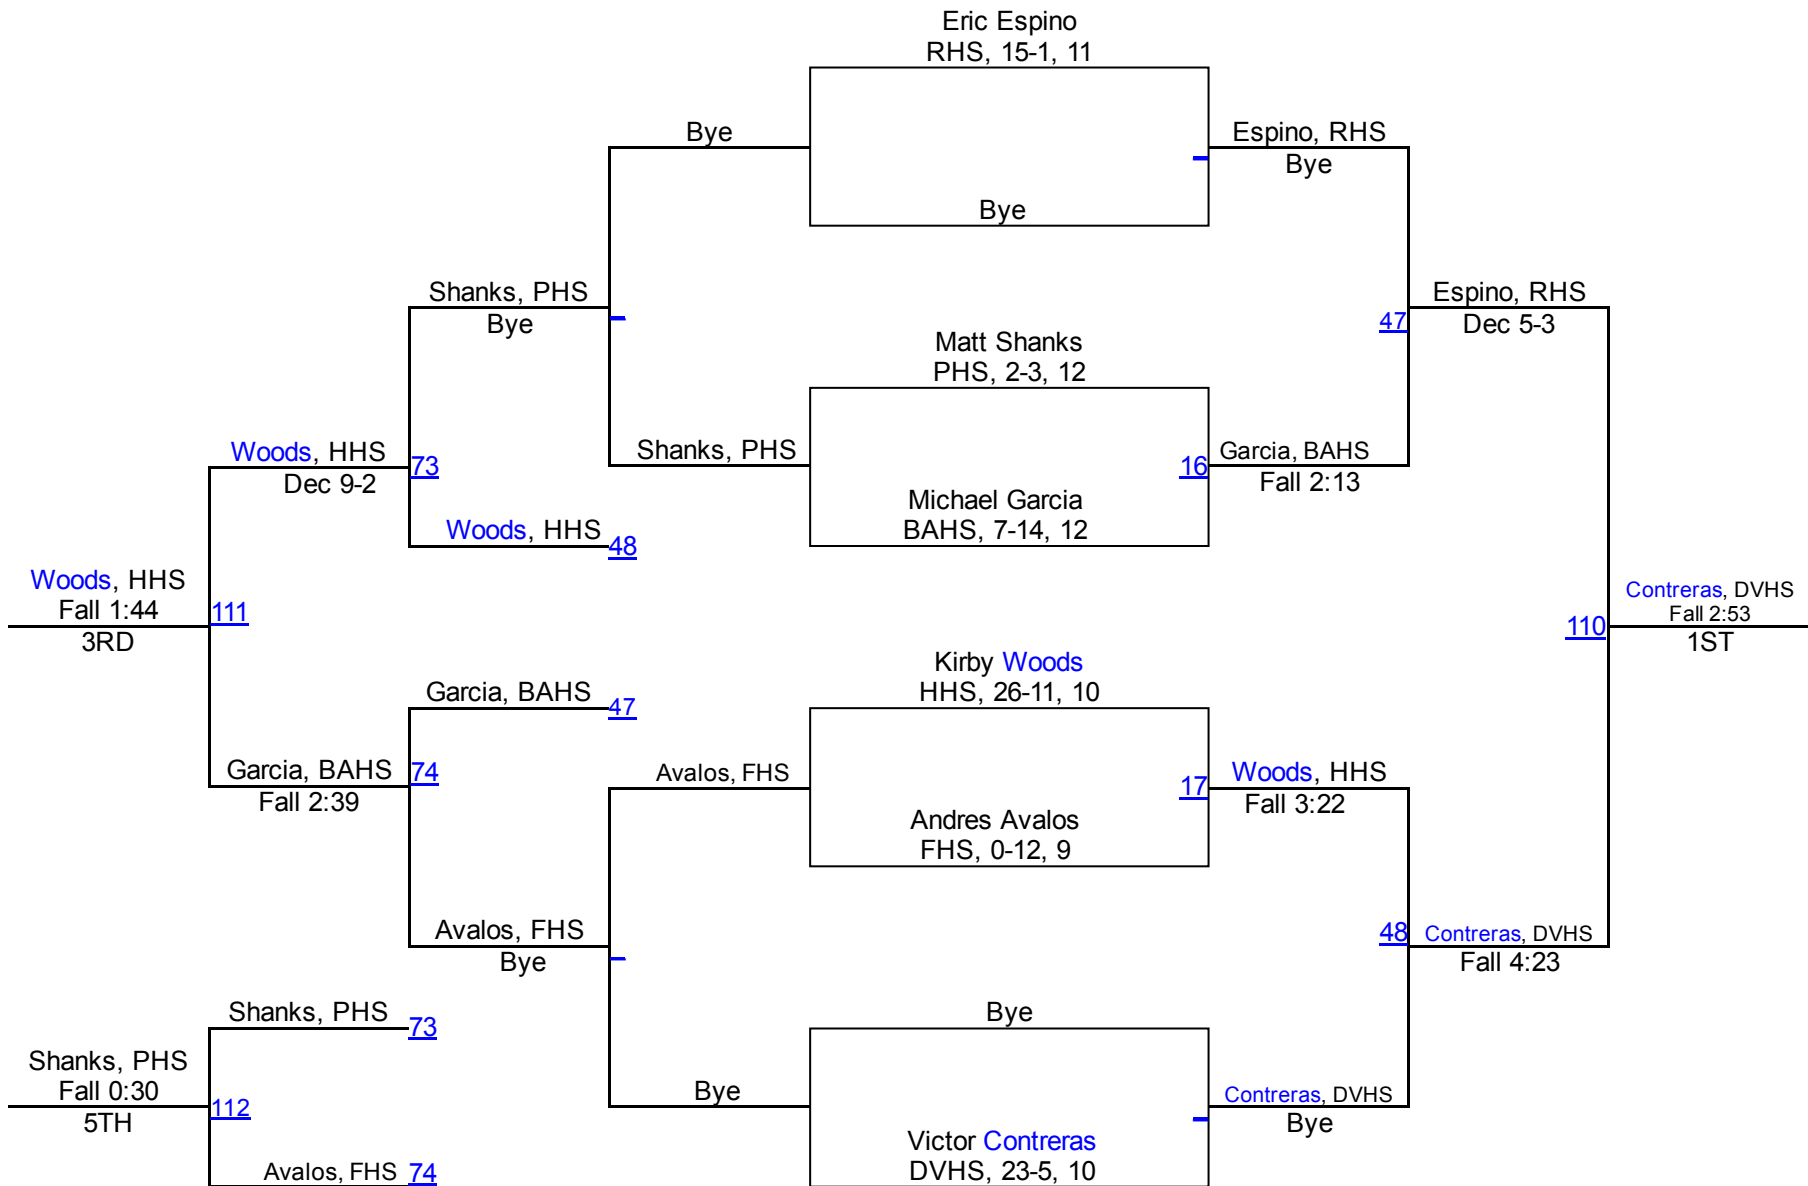 Eric Espino
RHS, 15-1, 11
Bye
Espino, RHS
Bye
Bye
Shanks, PHS
Bye
Espino, RHS
47
Dec 5-3
Matt Shanks
PHS, 2-3, 12
Woods, HHS
73
Dec 9-2
Shanks, PHS
16
Garcia, BAHS
Fall 2:13
Michael Garcia
BAHS, 7-14, 12
Woods, HHS
48
Woods, HHS
Fall 1:44
111
3RD
Contreras, DVHS
Fall 2:53
110
1ST
Kirby Woods
HHS, 26-11, 10
Garcia, BAHS
47
Garcia, BAHS
74
Fall 2:39
Avalos, FHS
17
Woods, HHS
Fall 3:22
Andres Avalos
FHS, 0-12, 9
Avalos, FHS
Bye
48
Contreras, DVHS
Fall 4:23
Shanks, PHS
73
Bye
Shanks, PHS
Fall 0:30
112
5TH
Bye
Contreras, DVHS
Bye
Victor Contreras
DVHS, 23-5, 10
Avalos, FHS
74